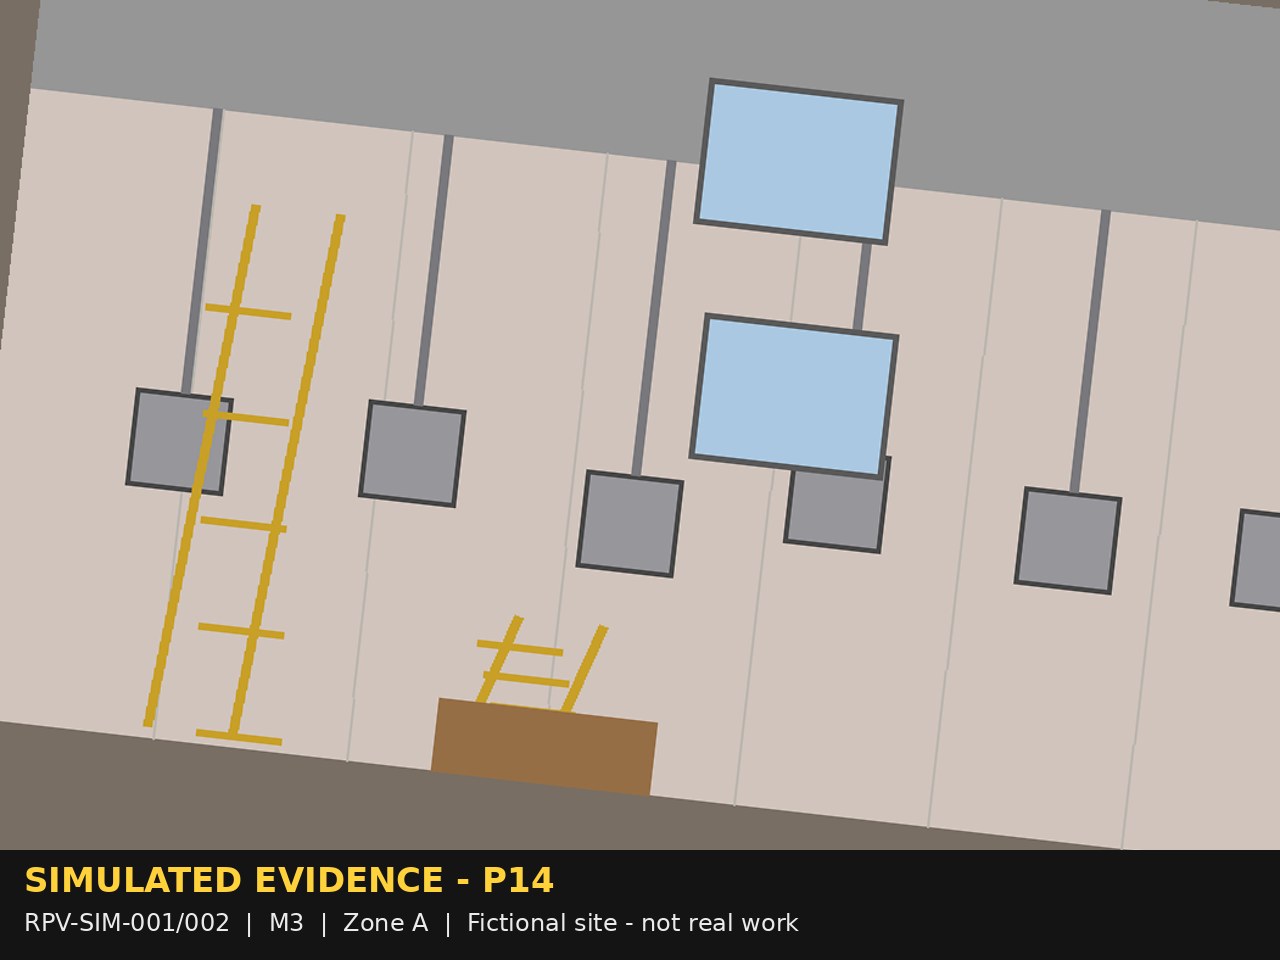 SIMULATED EVIDENCE - P14
RPV-SIM-001/002 | M3 | Zone A | Fictional site - not real work